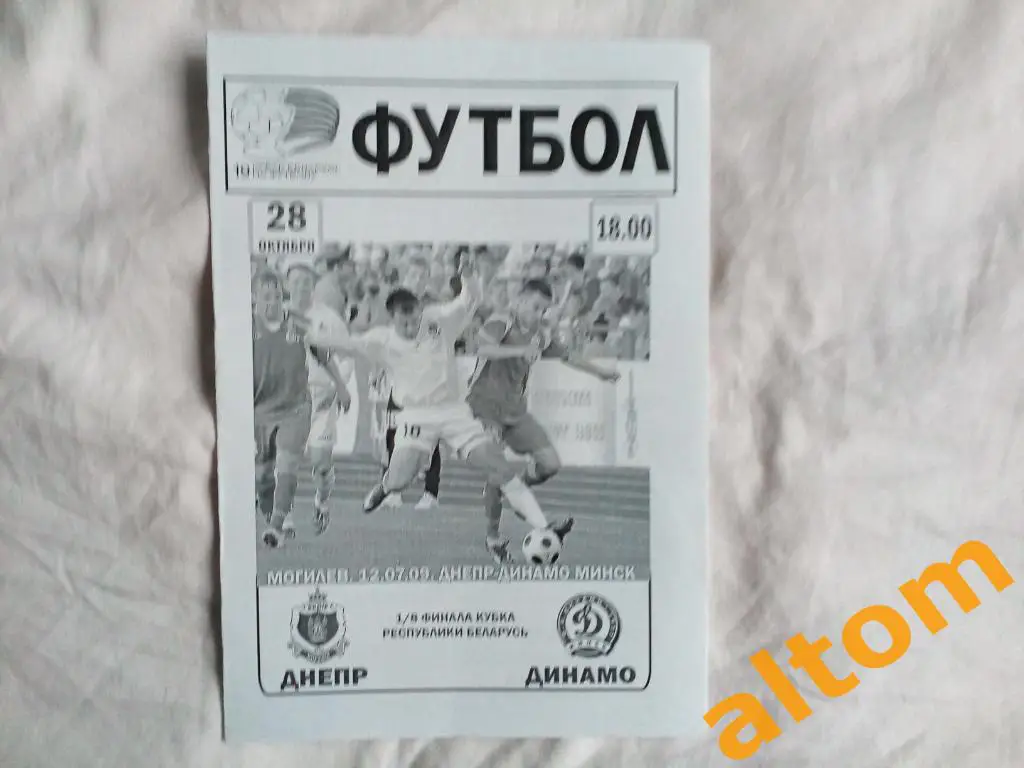 ФУТБОЛ
19
28
ОКТЯБРЯ
18.00
МОГИЛЕВ. 12.07.09. ДНЕПР-ДИНАМО МИНСК
1/8 ФИНАЛА КУБКА
РЕСПУБЛИКИ БЕЛАРУСЬ
ДНЕПР
ДИНАМО
altom